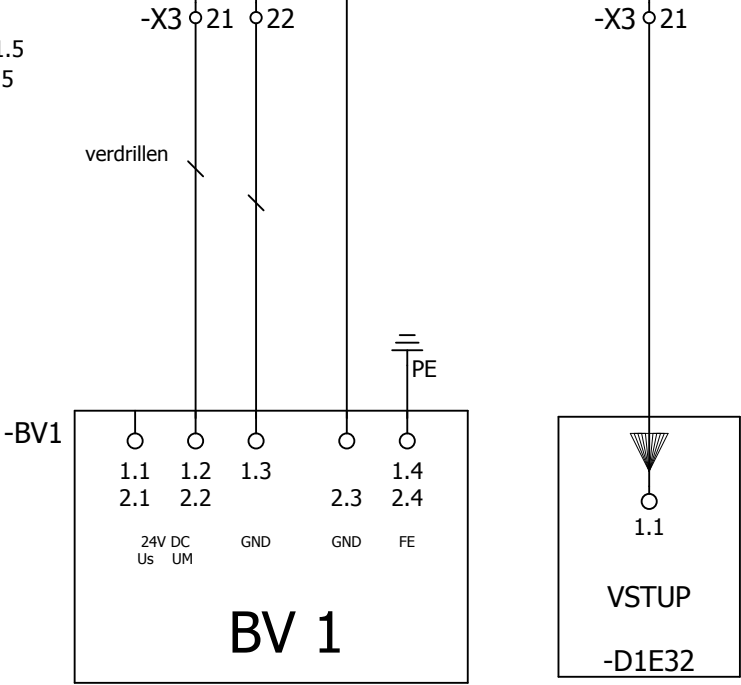 -X3 21 22 -X3 21
1.5
5
verdrillen
PE
-BV1
1.1 1.2 1.3 1.4
2.1 2.2 2.3 2.4
1.1
24V DC GND GND FE
Us UM
VSTUP
BV 1
-D1E32